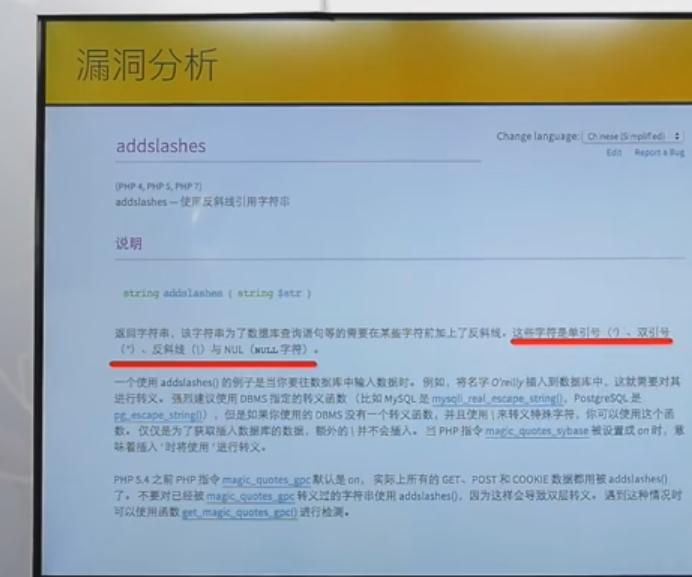 漏洞分析
addslashes
Change language: Chinese (Simplified)
Edit Report a Bug
(PHP 4, PHP 5, PHP 7)
addslashes — 使用反斜线引用字符串
说明
string addslashes ( string $str )
返回字符串，该字符串为了数据库查询语句等的需要在某些字符前加上了反斜线。这些字符是单引号（'）、双引号
（"）、反斜线（\）与 NUL（NULL 字符）。
一个使用 addslashes() 的例子是当你要往数据库中输入数据时。 例如，将名字 O'reilly 插入到数据库中，这就需要对其
进行转义。 强烈建议使用 DBMS 指定的转义函数 （比如 MySQL 是 mysqli_real_escape_string()，PostgreSQL 是
pg_escape_string()），但是如果你使用的 DBMS 没有一个转义函数，并且使用 \ 来转义特殊字符，你可以使用这个函
数。 仅仅是为了获取插入数据库的数据，额外的 \ 并不会插入。 当 PHP 指令 magic_quotes_sybase 被设置成 on 时，意
味着插入 ' 时将使用 ' 进行转义。
PHP 5.4 之前 PHP 指令 magic_quotes_gpc 默认是 on， 实际上所有的 GET、POST 和 COOKIE 数据都用被 addslashes()
了。 不要对已经被 magic_quotes_gpc 转义过的字符串使用 addslashes()，因为这样会导致双层转义。 遇到这种情况时
可以使用函数 get_magic_quotes_gpc() 进行检测。